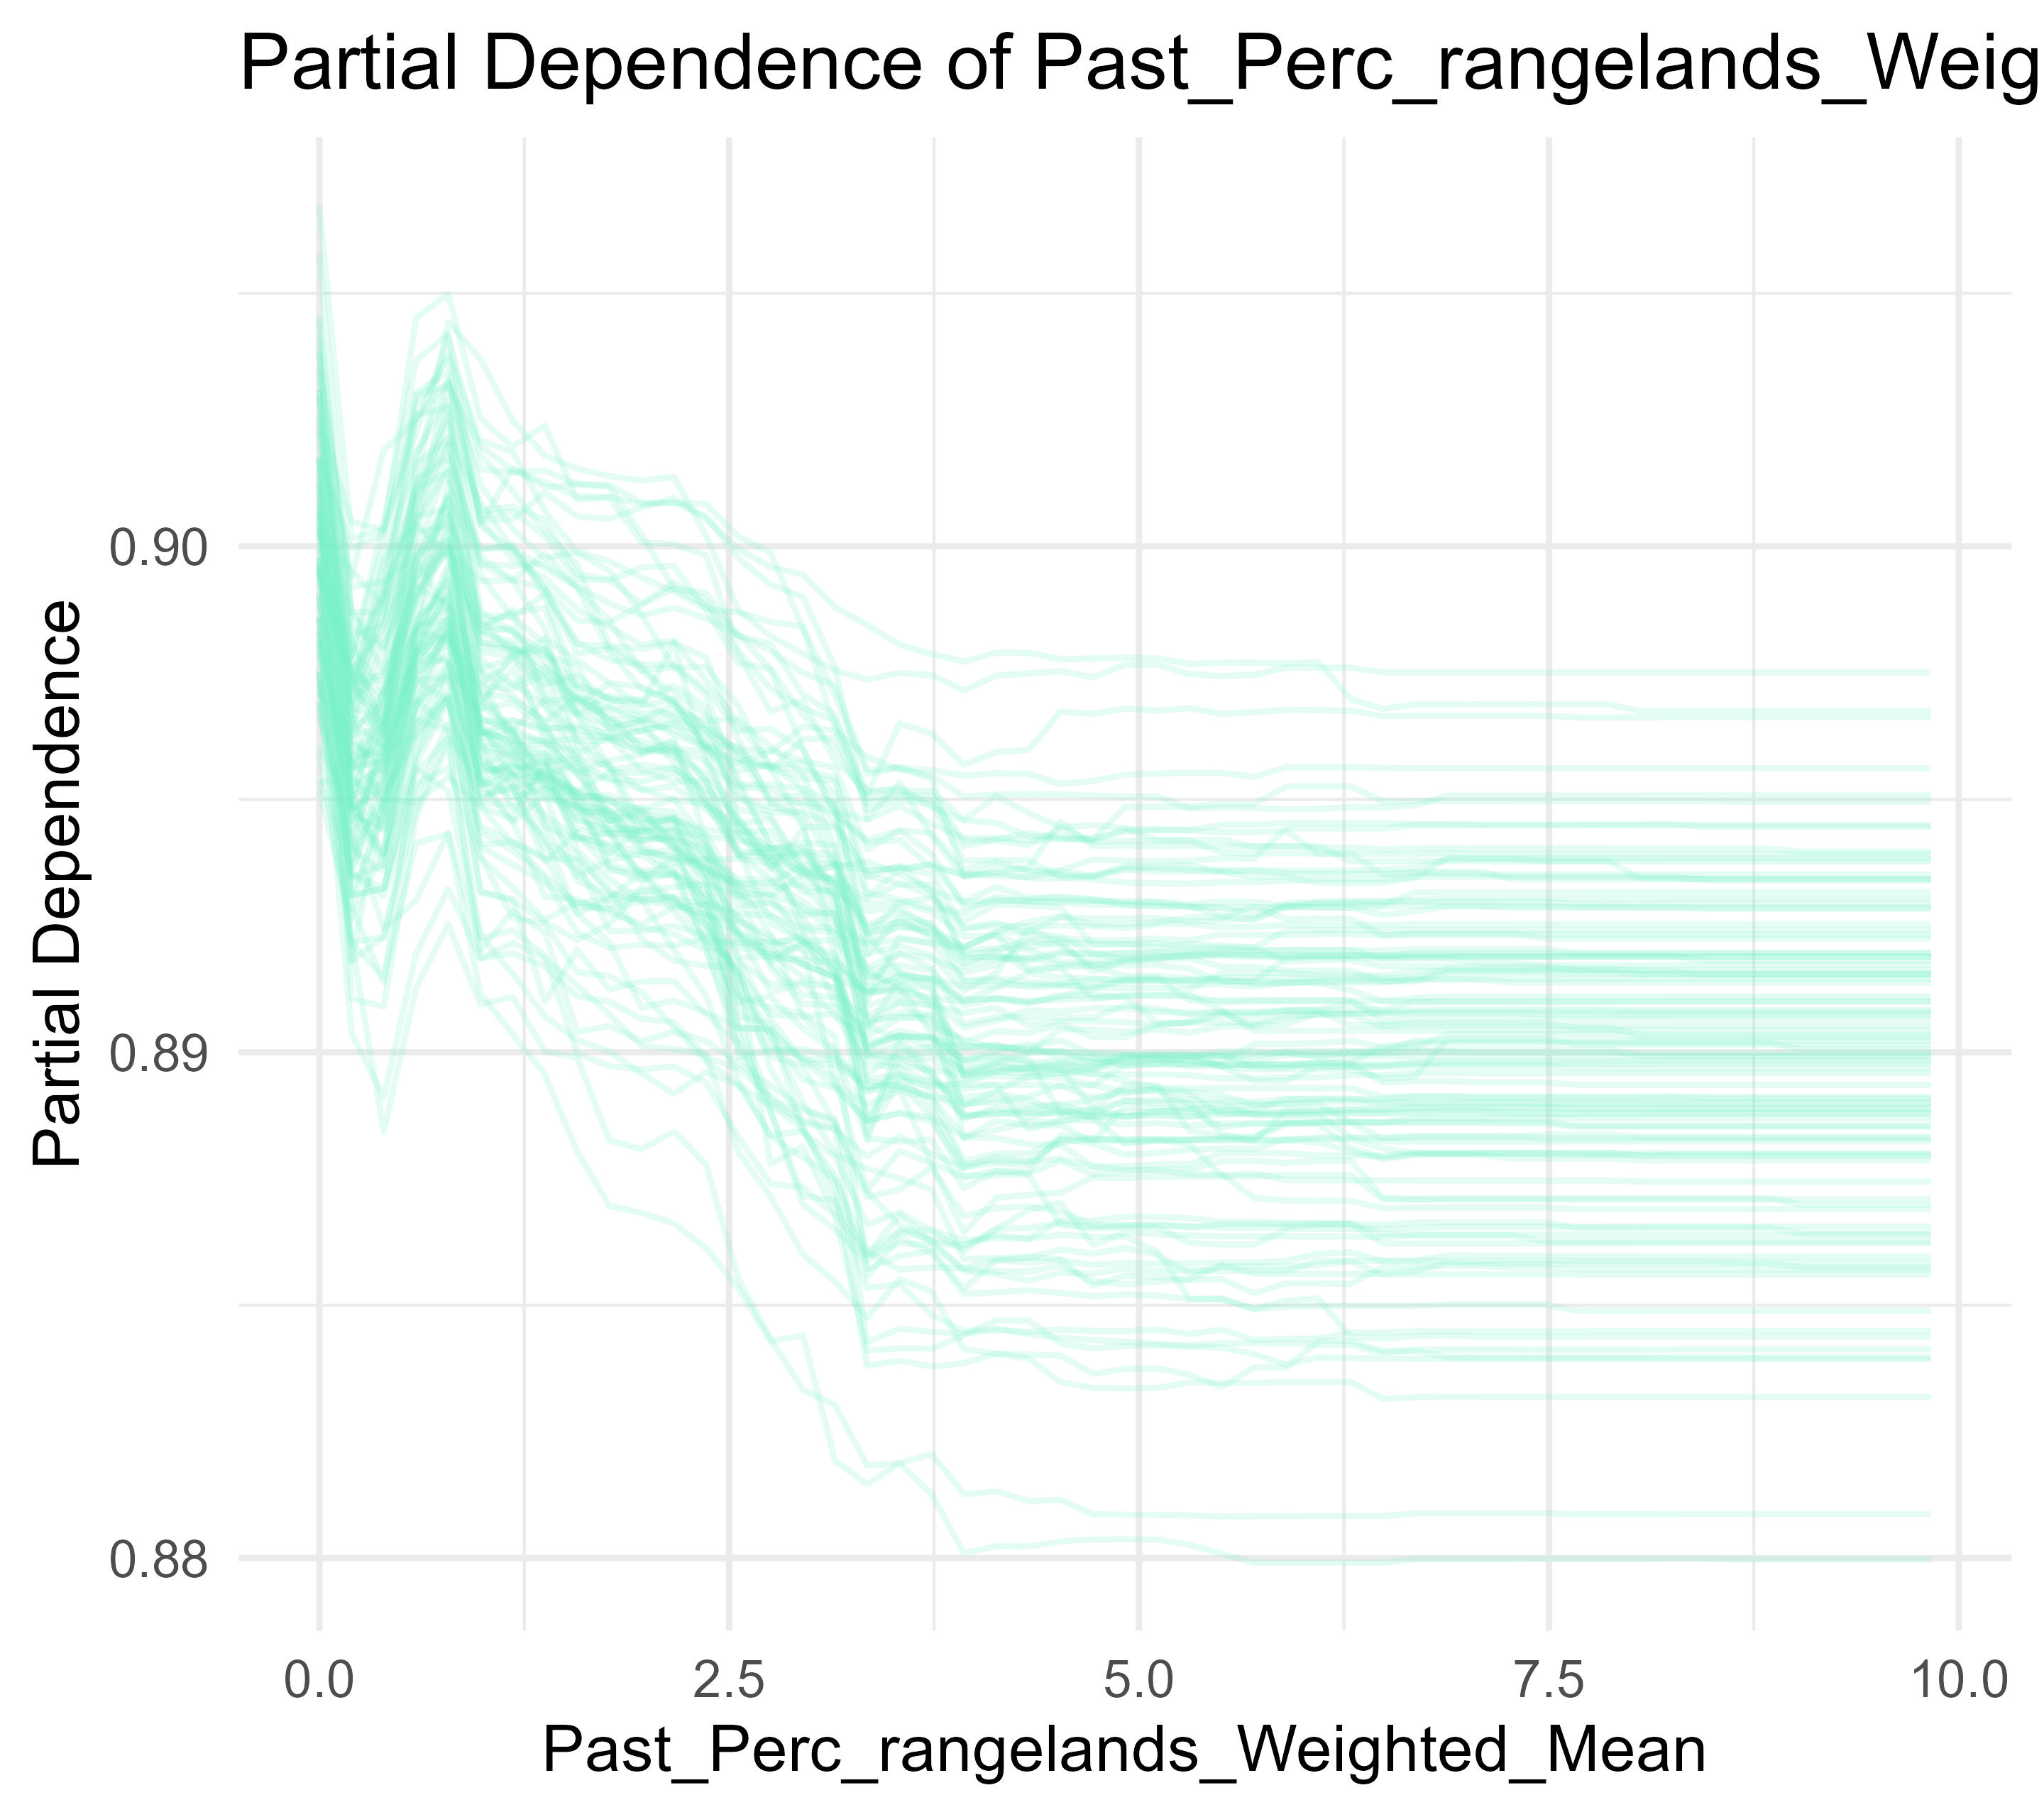 Partial Dependence of Past_Perc_rangelands_Weig
Partial Dependence
0.90
0.89
0.88
0.0 2.5 5.0 7.5 10.0
Past_Perc_rangelands_Weighted_Mean